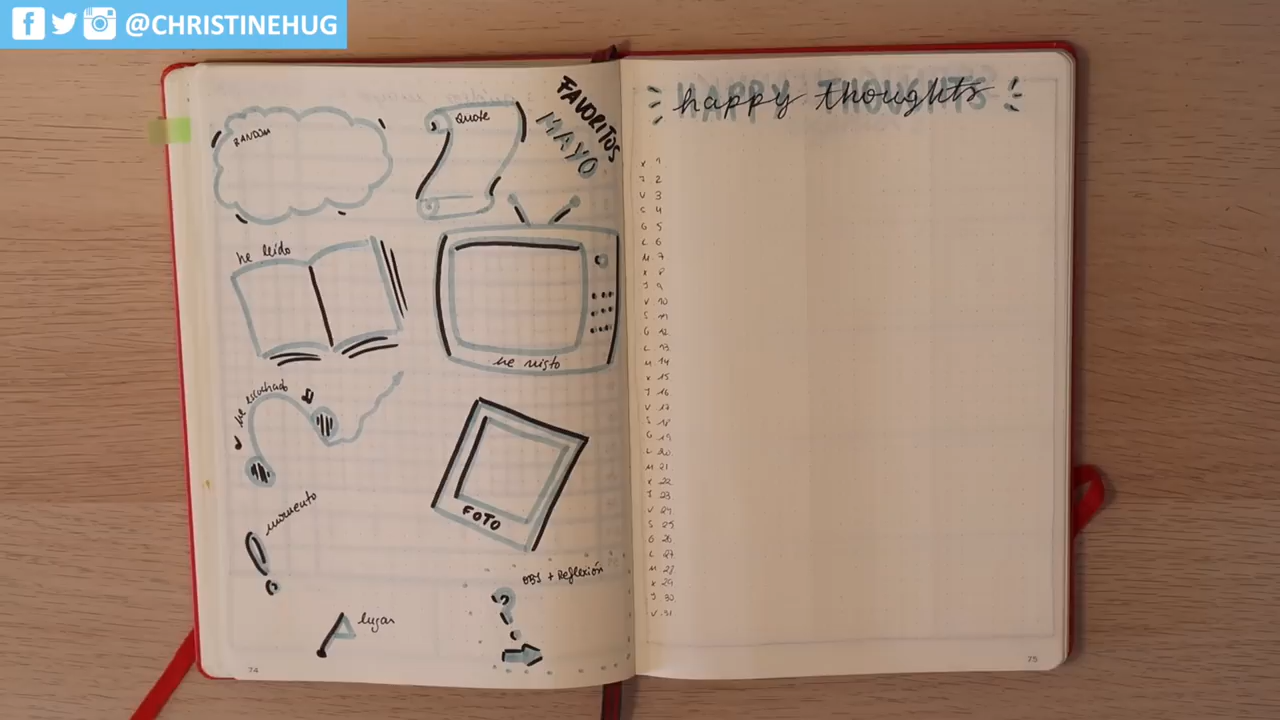 @CHRISTINEHUG
FAVORITOS
MAYO
RANDOM
QUOTE
he leído
he visto
he escuchado
momento
FOTO
lugar
OBJ + Reflexión
74
happy thoughts
HAPPY THOUGHTS
X 1
J 2
V 3
S 4
D 5
L 6
M 7
X 8
J 9
V 10
S 11
D 12
L 13
M 14
X 15
J 16
V 17
S 18
D 19
L 20
M 21
X 22
J 23
V 24
S 25
D 26
L 27
M 28
X 29
J 30
V 31
75